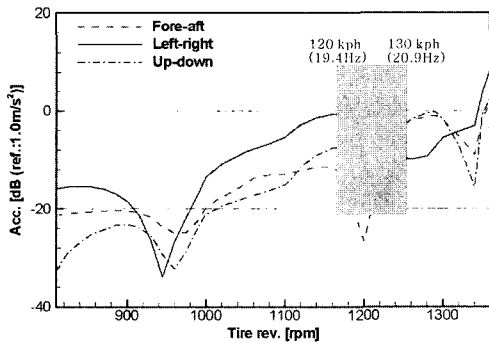 20
Fore-aft
Left-right
Up-down
120 kph 130 kph
(19.4Hz) (20.9Hz)
0
-20
-40
Acc. [dB (ref.:1.0m/s²)]
900 1000 1100 1200 1300
Tire rev. [rpm]